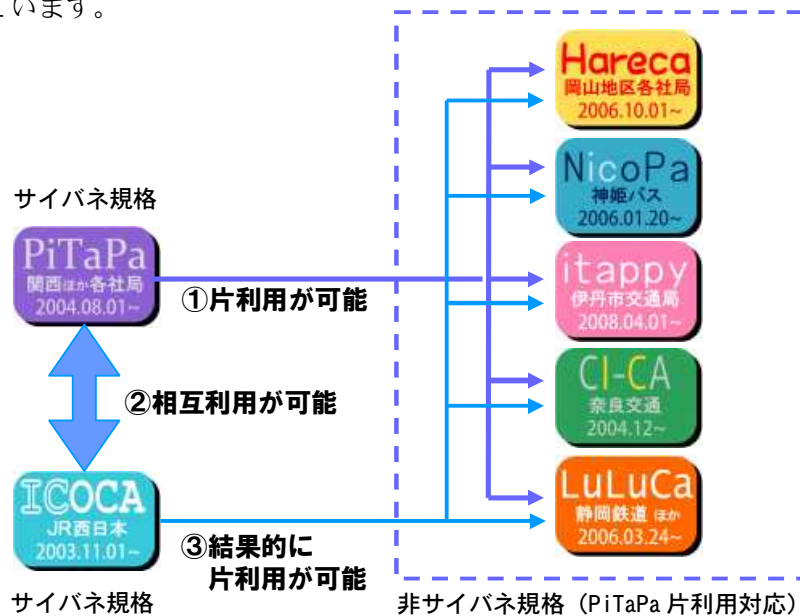 います。
Hareca
岡山地区各社局
2006.10.01~
NicoPa
神姫バス
2006.01.20~
サイバネ規格
PiTaPa
関西ほか各社局
2004.08.01~
①片利用が可能
itappy
伊丹市交通局
2008.04.01~
②相互利用が可能
CI-CA
奈良交通
2004.12~
ICOCA
JR西日本
2003.11.01~
③結果的に
片利用が可能
LuLuCa
静岡鉄道 ほか
2006.03.24~
サイバネ規格
非サイバネ規格（PiTaPa 片利用対応）